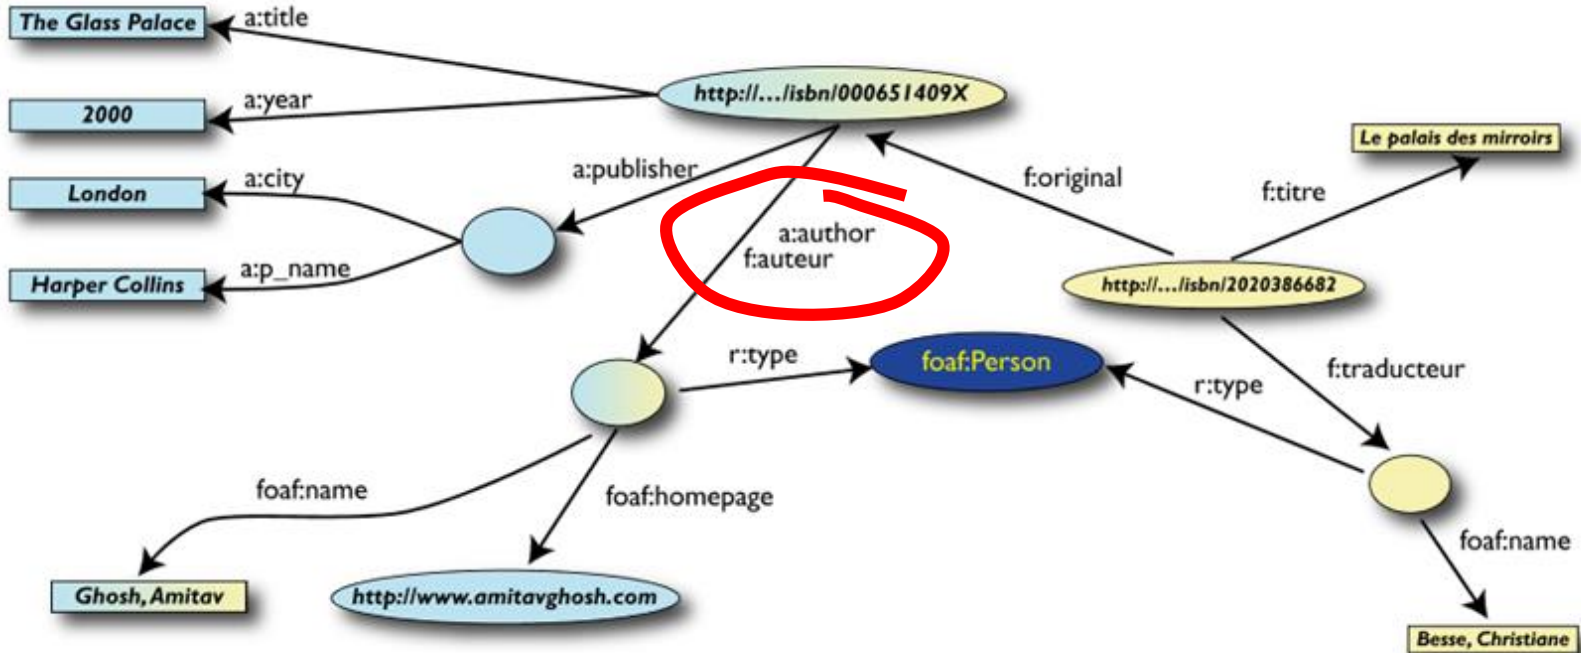 The Glass Palace
a:title
http://.../isbn/000651409X
a:year
2000
Le palais des mirroirs
a:publisher
f:original
f:titre
a:city
London
a:author
f:auteur
a:p_name
Harper Collins
http://.../isbn/2020386682
r:type
foaf:Person
f:traducteur
r:type
foaf:name
foaf:homepage
foaf:name
Ghosh, Amitav
http://www.amitavghosh.com
Besse, Christiane